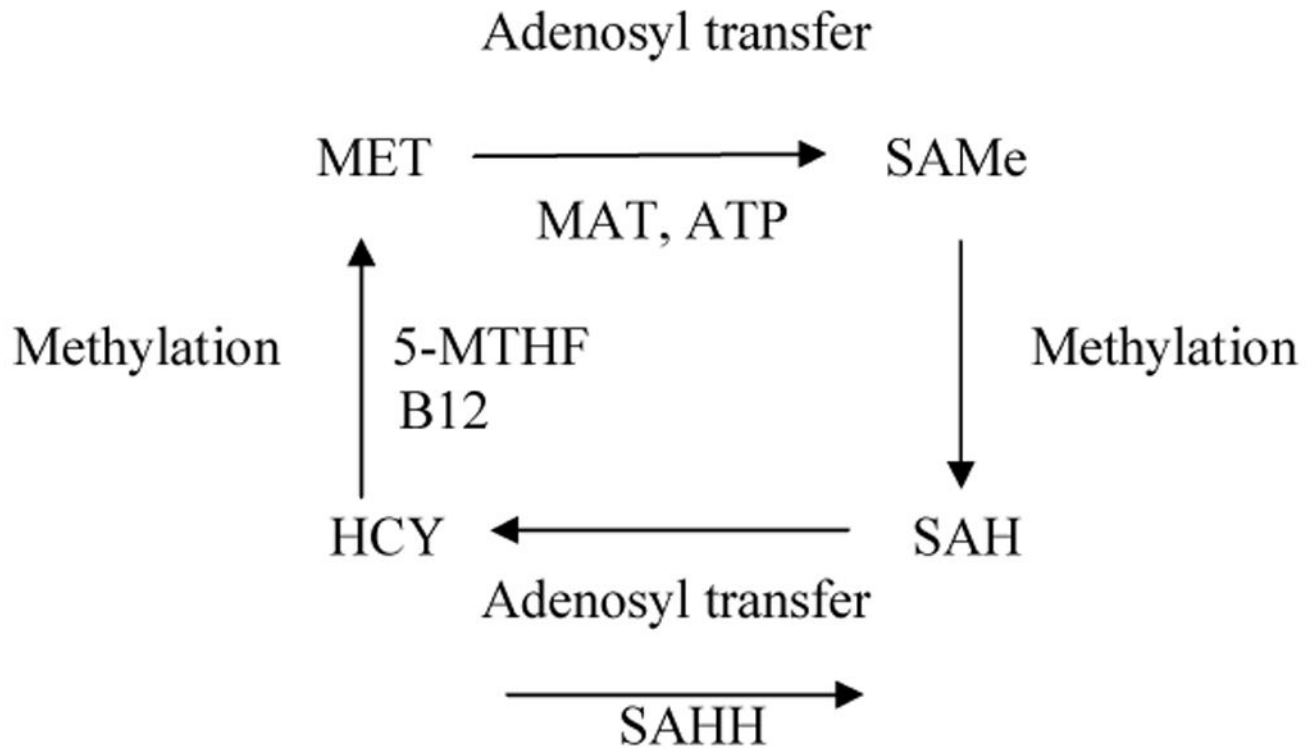 Adenosyl transfer
MET
SAMe
MAT, ATP
Methylation
5-MTHF
B12
Methylation
HCY
SAH
Adenosyl transfer
SAHH